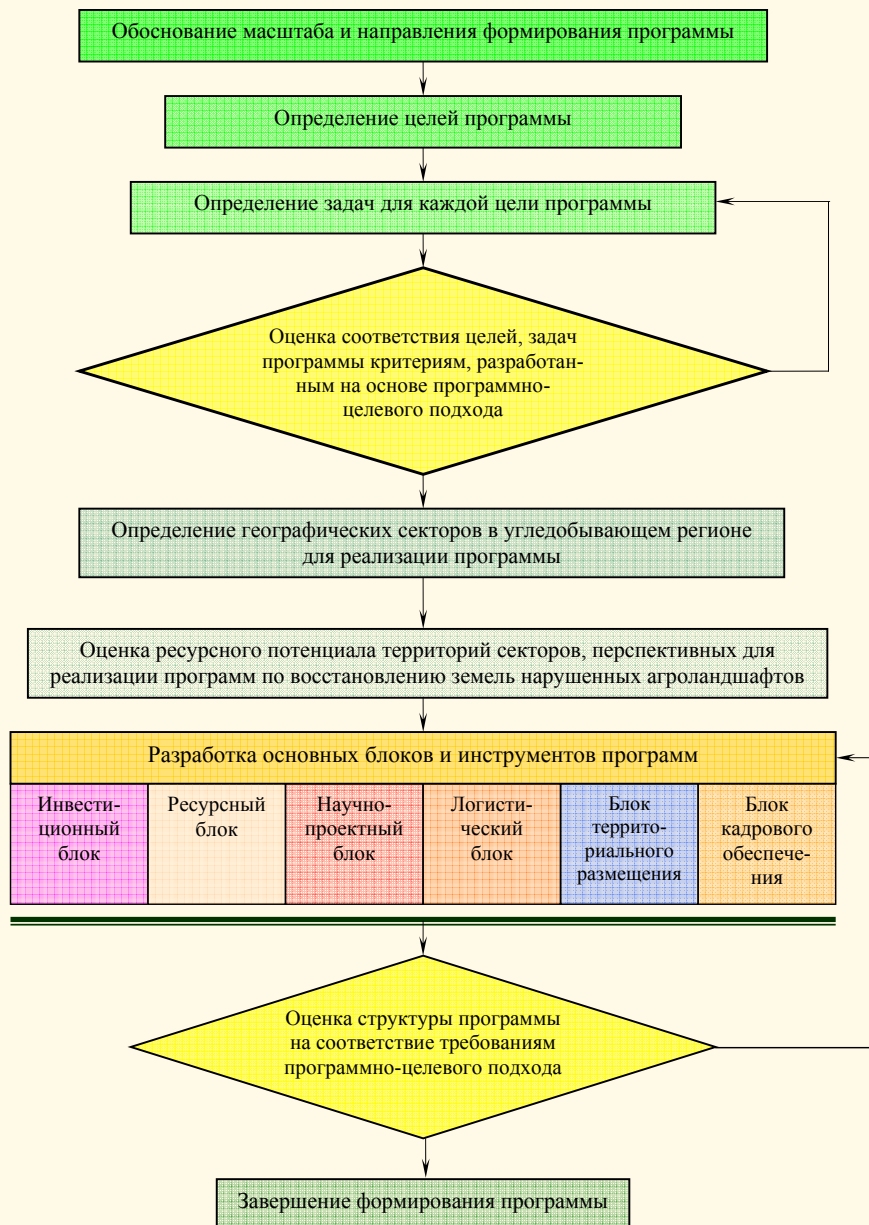 Обоснование масштаба и направления формирования программы
Определение целей программы
Определение задач для каждой цели программы
Оценка соответствия целей, задач
программы критериям, разработан-
ным на основе программно-
целевого подхода
Определение географических секторов в угледобывающем регионе
для реализации программы
Оценка ресурсного потенциала территорий секторов, перспективных для
реализации программ по восстановлению земель нарушенных агроландшафтов
Разработка основных блоков и инструментов программ
Инвести-
ционный
блок
Ресурсный
блок
Научно-
проектный
блок
Логисти-
ческий
блок
Блок
террито-
риального
размещения
Блок
кадрового
обеспече-
ния
Оценка структуры программы
на соответствие требованиям
программно-целевого подхода
Завершение формирования программы